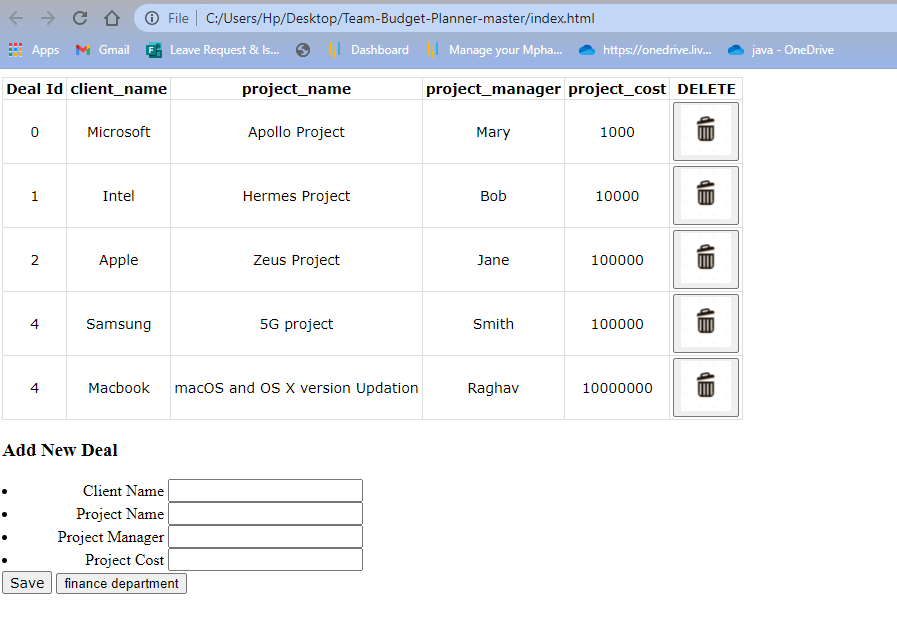 File | C:/Users/Hp/Desktop/Team-Budget-Planner-master/index.html
Apps Gmail Leave Request & Is... Dashboard Manage your Mpha... https://onedrive.liv... java - OneDrive
Deal Id client_name project_name project_manager project_cost DELETE
0 Microsoft Apollo Project Mary 1000
1 Intel Hermes Project Bob 10000
2 Apple Zeus Project Jane 100000
4 Samsung 5G project Smith 100000
4 Macbook macOS and OS X version Updation Raghav 10000000
Add New Deal
• Client Name
• Project Name
• Project Manager
• Project Cost
Save finance department